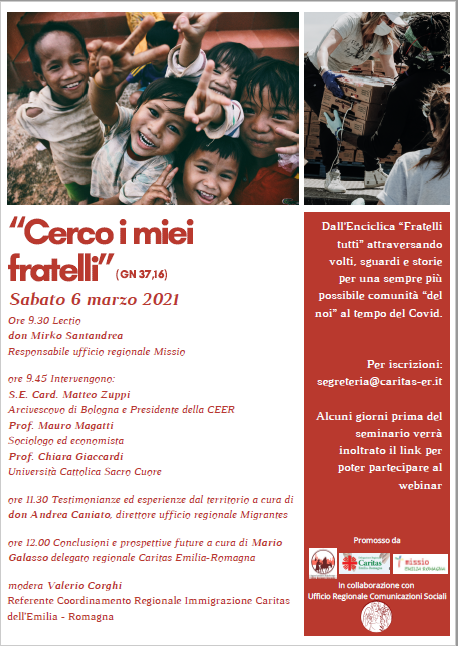 “Cerco i miei
fratelli” (GN 37,16)
Sabato 6 marzo 2021
Ore 9.30 Lectio
don Mirko Santandrea
Responsabile ufficio regionale Missio
ore 9.45 Intervengono:
S.E. Card. Matteo Zuppi
Arcivescovo di Bologna e Presidente della CEER
Prof. Mauro Magatti
Sociologo ed economista
Prof. Chiara Giaccardi
Università Cattolica Sacro Cuore
ore 11.30 Testimonianze ed esperienze dal territorio a cura di
don Andrea Caniato, direttore ufficio regionale Migrantes
ore 12.00 Conclusioni e prospettive future a cura di Mario
Galasso delegato regionale Caritas Emilia-Romagna
modera Valerio Corghi
Referente Coordinamento Regionale Immigrazione Caritas
dell'Emilia - Romagna
Dall'Enciclica “Fratelli
tutti” attraversando
volti, sguardi e storie
per una sempre più
possibile comunità “del
noi” al tempo del Covid.
Per iscrizioni:
segreteria@caritas-er.it
Alcuni giorni prima del
seminario verrà
inoltrato il link per
poter partecipare al
webinar
Promosso da
Caritas
missio
EMILIA ROMAGNA
in collaborazione con
Ufficio Regionale Comunicazioni Sociali